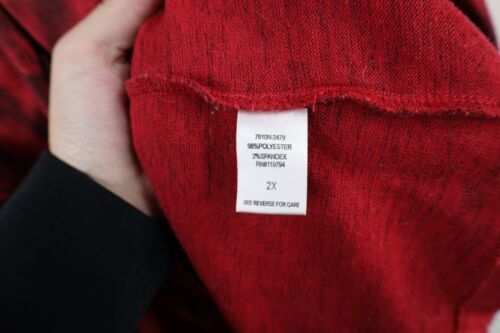 7610N-2479
98%POLYESTER
2%SPANDEX
RN#119794
2X
SEE REVERSE FOR CARE